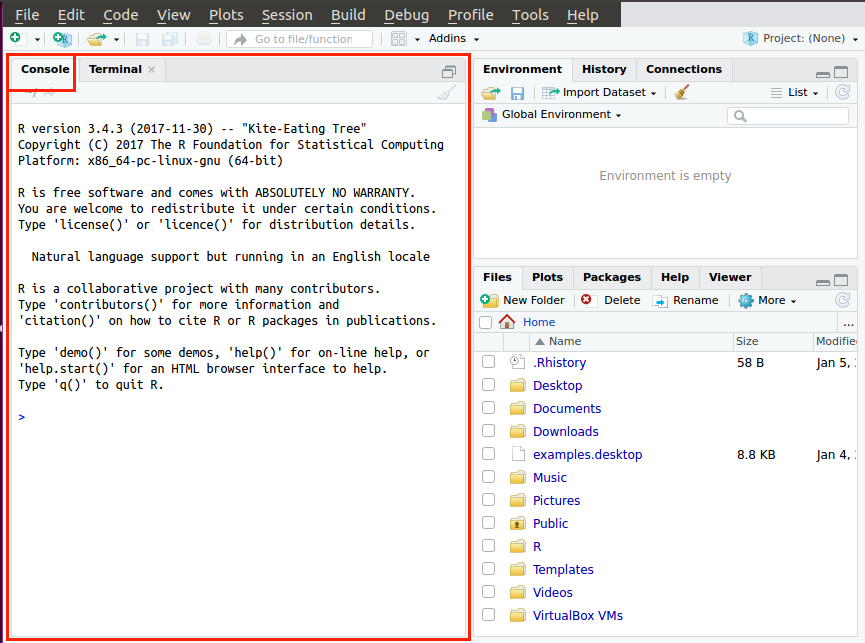 File Edit Code View Plots Session Build Debug Profile Tools Help
Go to file/function Addins Project: (None)
Console Terminal
R version 3.4.3 (2017-11-30) -- "Kite-Eating Tree"
Copyright (C) 2017 The R Foundation for Statistical Computing
Platform: x86_64-pc-linux-gnu (64-bit)
R is free software and comes with ABSOLUTELY NO WARRANTY.
You are welcome to redistribute it under certain conditions.
Type 'license()' or 'licence()' for distribution details.
Natural language support but running in an English locale
R is a collaborative project with many contributors.
Type 'contributors()' for more information and
'citation()' on how to cite R or R packages in publications.
Type 'demo()' for some demos, 'help()' for on-line help, or
'help.start()' for an HTML browser interface to help.
Type 'q()' to quit R.
>
Environment History Connections
Import Dataset List
Global Environment
Environment is empty
Files Plots Packages Help Viewer
New Folder Delete Rename More
Home ...
Name Size Modified
.Rhistory 58 B Jan 5,
Desktop
Documents
Downloads
examples.desktop 8.8 KB Jan 4,
Music
Pictures
Public
R
Templates
Videos
VirtualBox VMs